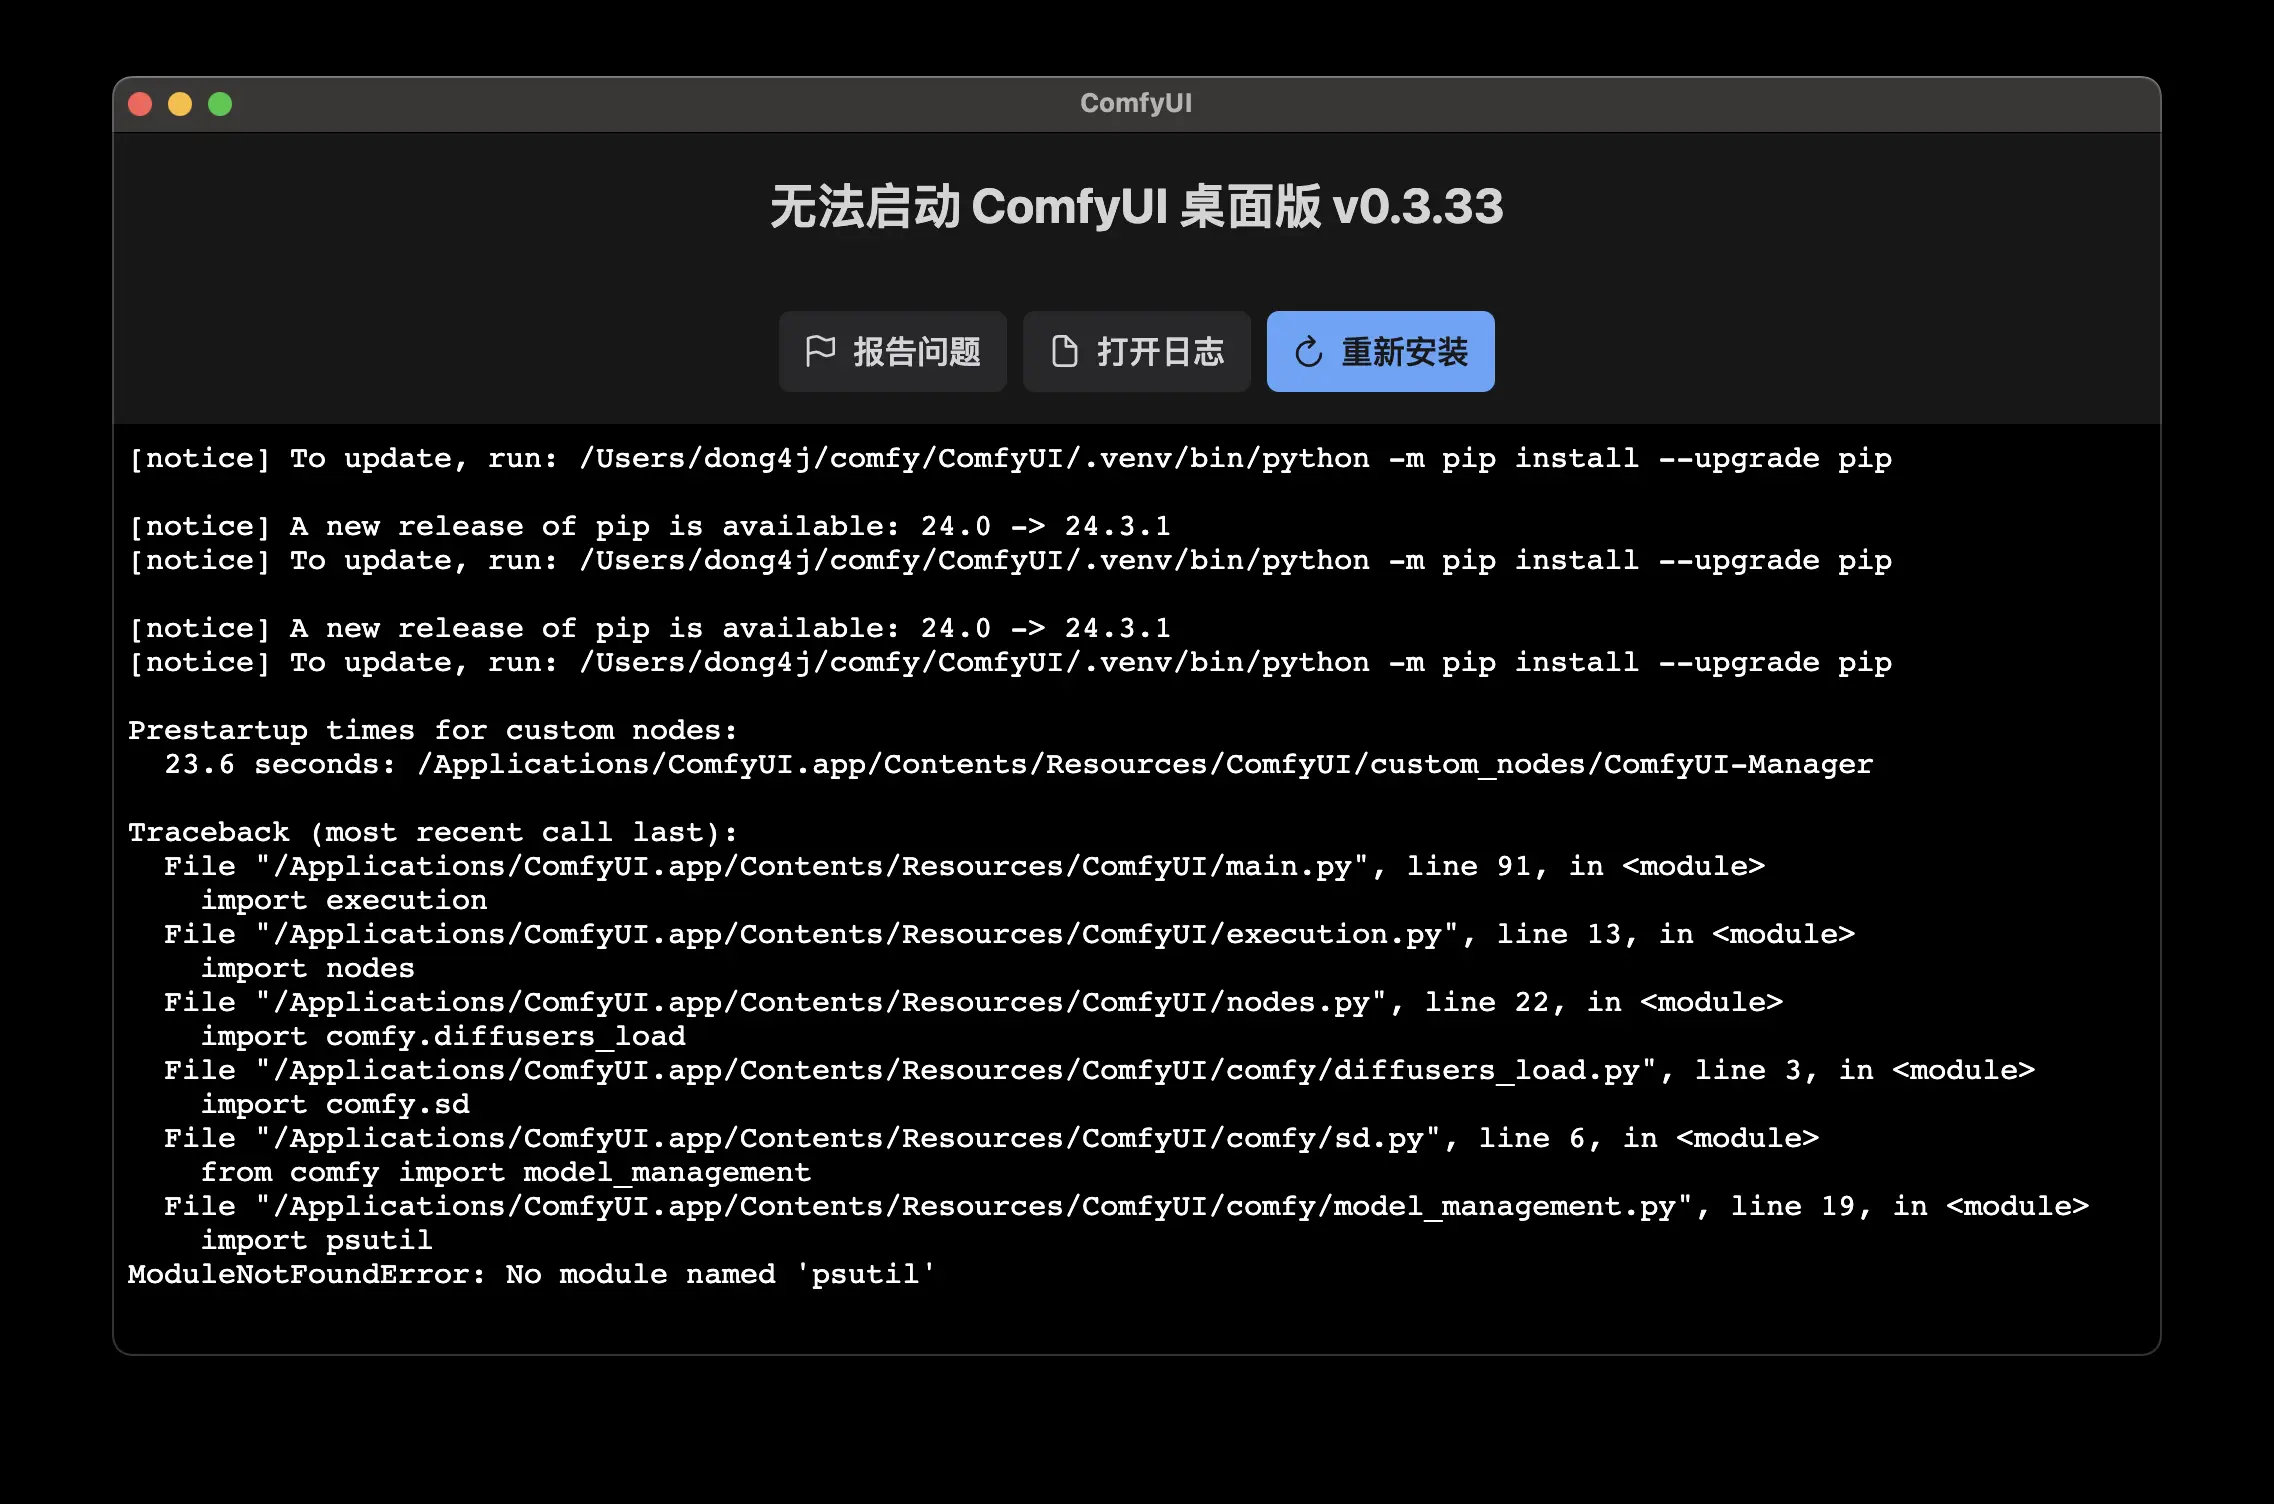 ComfyUI
无法启动 ComfyUI 桌面版 v0.3.33
报告问题 打开日志 重新安装
[notice] To update, run: /Users/dong4j/comfy/ComfyUI/.venv/bin/python -m pip install --upgrade pip
[notice] A new release of pip is available: 24.0 -> 24.3.1
[notice] To update, run: /Users/dong4j/comfy/ComfyUI/.venv/bin/python -m pip install --upgrade pip
[notice] A new release of pip is available: 24.0 -> 24.3.1
[notice] To update, run: /Users/dong4j/comfy/ComfyUI/.venv/bin/python -m pip install --upgrade pip
Prestartup times for custom nodes:
  23.6 seconds: /Applications/ComfyUI.app/Contents/Resources/ComfyUI/custom_nodes/ComfyUI-Manager
Traceback (most recent call last):
  File "/Applications/ComfyUI.app/Contents/Resources/ComfyUI/main.py", line 91, in <module>
    import execution
  File "/Applications/ComfyUI.app/Contents/Resources/ComfyUI/execution.py", line 13, in <module>
    import nodes
  File "/Applications/ComfyUI.app/Contents/Resources/ComfyUI/nodes.py", line 22, in <module>
    import comfy.diffusers_load
  File "/Applications/ComfyUI.app/Contents/Resources/ComfyUI/comfy/diffusers_load.py", line 3, in <module>
    import comfy.sd
  File "/Applications/ComfyUI.app/Contents/Resources/ComfyUI/comfy/sd.py", line 6, in <module>
    from comfy import model_management
  File "/Applications/ComfyUI.app/Contents/Resources/ComfyUI/comfy/model_management.py", line 19, in <module>
    import psutil
ModuleNotFoundError: No module named 'psutil'